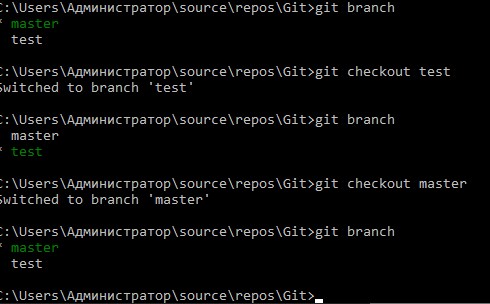 C:\Users\Администратор\source\repos\Git>git branch
* master
  test
C:\Users\Администратор\source\repos\Git>git checkout test
Switched to branch 'test'
C:\Users\Администратор\source\repos\Git>git branch
  master
* test
C:\Users\Администратор\source\repos\Git>git checkout master
Switched to branch 'master'
C:\Users\Администратор\source\repos\Git>git branch
* master
  test
C:\Users\Администратор\source\repos\Git>